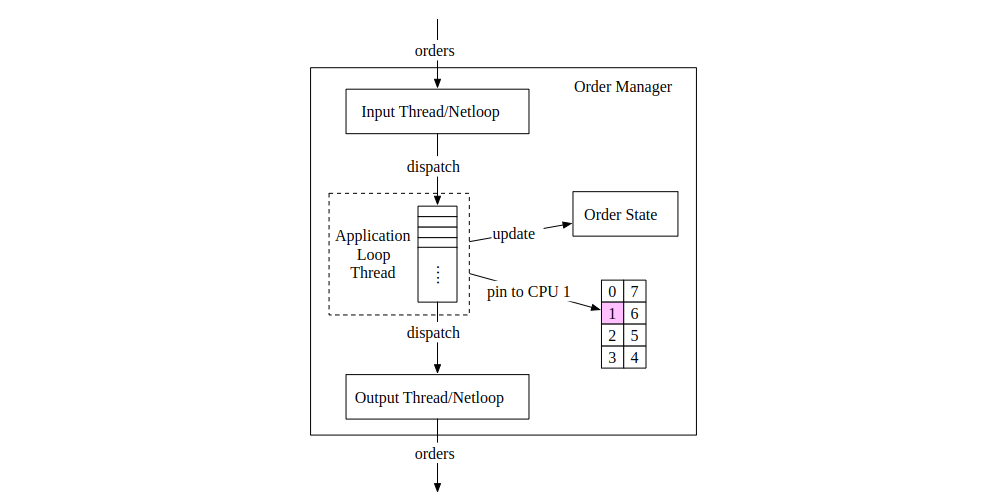 orders
Order Manager
Input Thread/Netloop
dispatch
Application
Loop
Thread
update
Order State
pin to CPU 1
0 7
1 6
2 5
3 4
dispatch
Output Thread/Netloop
orders